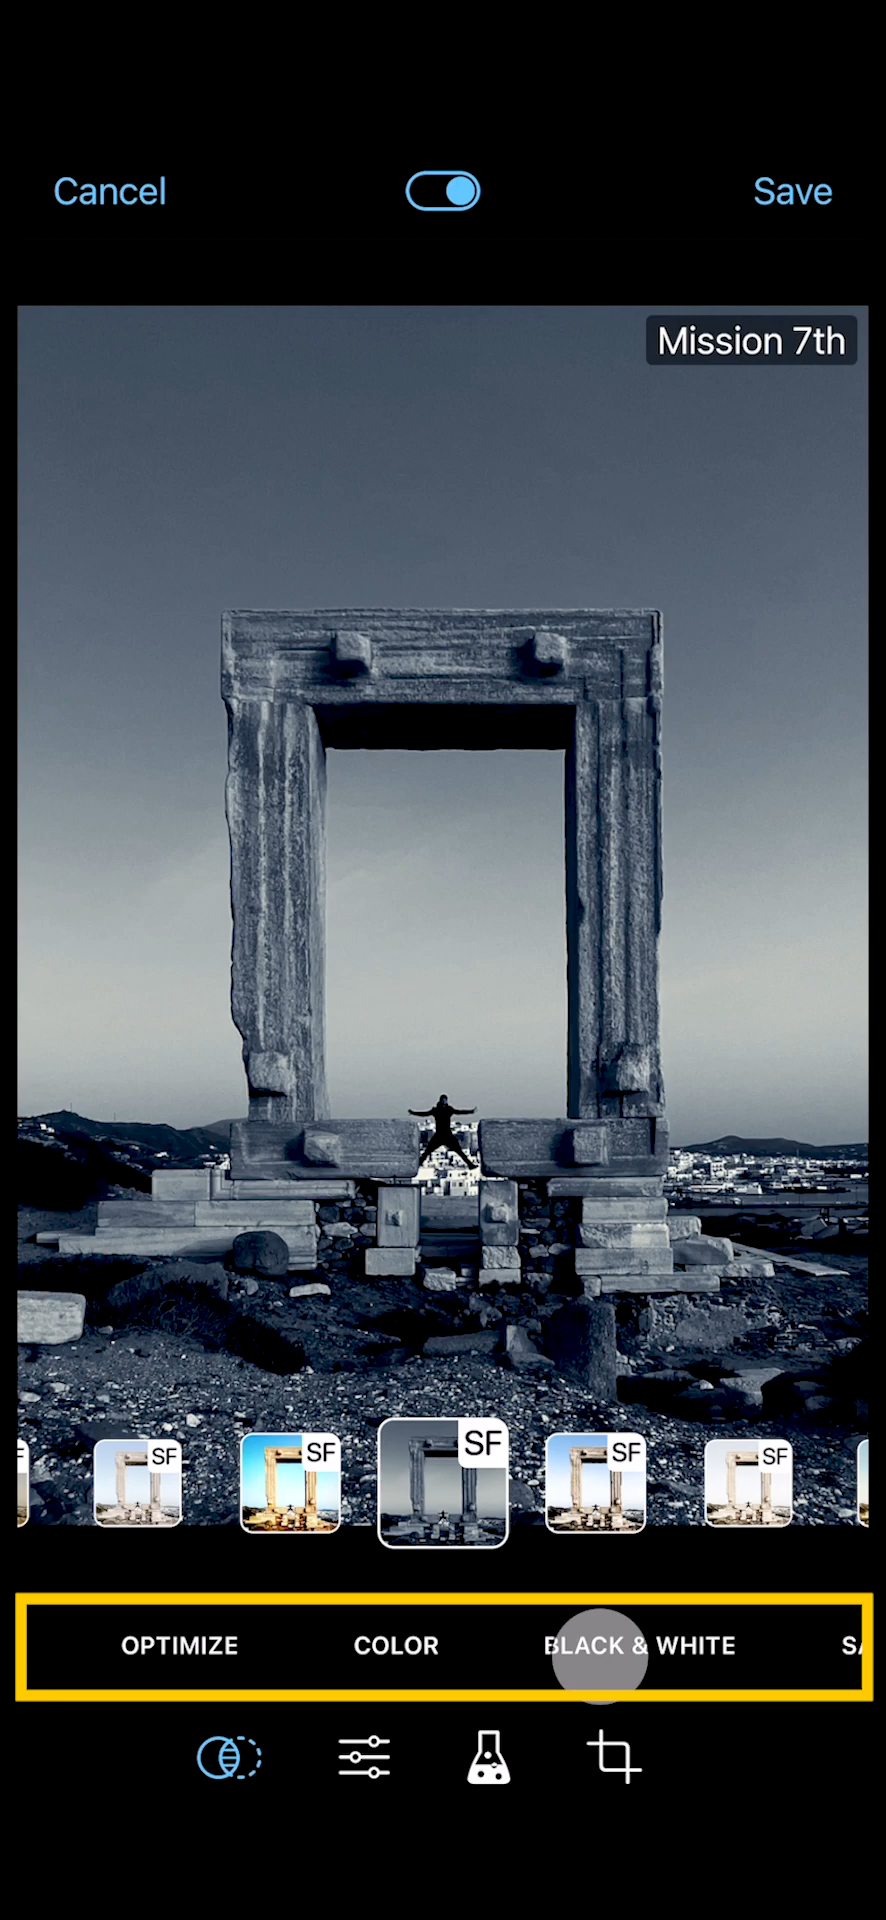 Cancel
Save
Mission 7th
SF
SF
SF
SF
SF
OPTIMIZE
COLOR
BLACK & WHITE